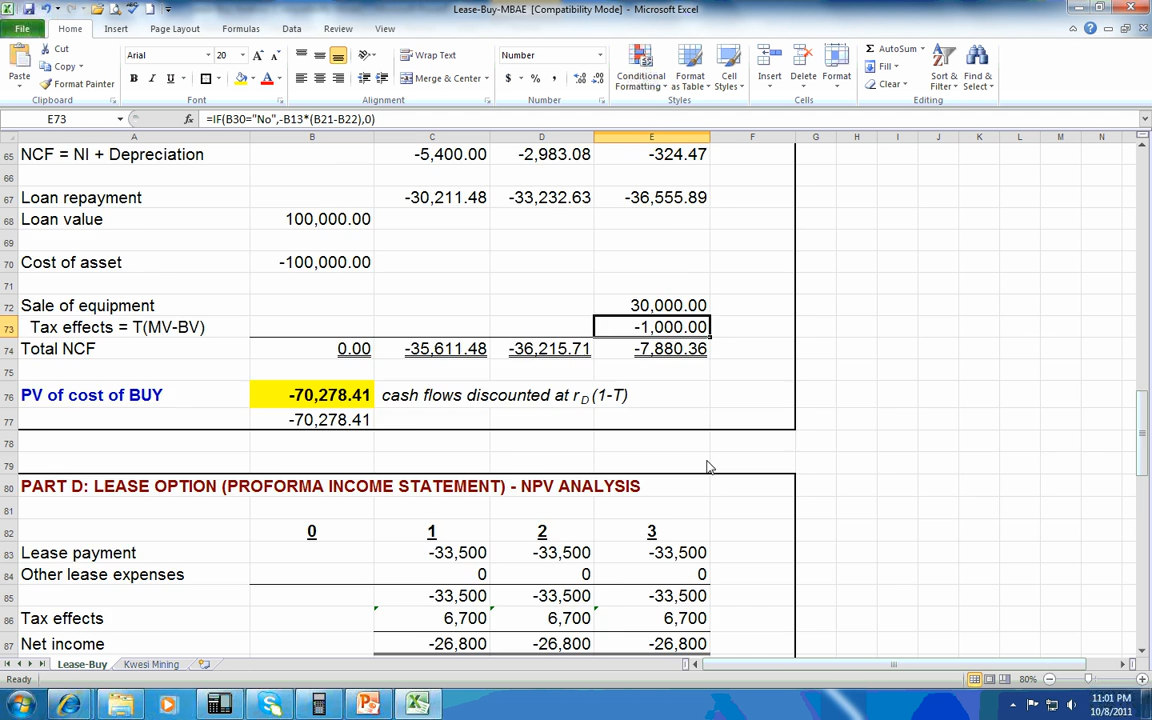 Lease-Buy-MBAE [Compatibility Mode] - Microsoft Excel
File Home Insert Page Layout Formulas Data Review View
Paste Cut Copy Format Painter Clipboard
Arial 20 A A B I U A Font
Wrap Text Merge & Center Alignment
Number $ % , Number
Conditional Formatting Format as Table Cell Styles Styles
Insert Delete Format Cells
Σ AutoSum Fill Clear Sort & Filter Find & Select Editing
E73 fx =IF(B30="No",-B13*(B21-B22),0)
A B C D E F G H I J K L M N
65 NCF = NI + Depreciation -5,400.00 -2,983.08 -324.47
66
67 Loan repayment -30,211.48 -33,232.63 -36,555.89
68 Loan value 100,000.00
69
70 Cost of asset -100,000.00
71
72 Sale of equipment 30,000.00
73 Tax effects = T(MV-BV) -1,000.00
74 Total NCF 0.00 -35,611.48 -36,215.71 -7,880.36
75
76 PV of cost of BUY -70,278.41 cash flows discounted at rD (1-T)
77 -70,278.41
78
79
80 PART D: LEASE OPTION (PROFORMA INCOME STATEMENT) - NPV ANALYSIS
81
82 0 1 2 3
83 Lease payment -33,500 -33,500 -33,500
84 Other lease expenses 0 0 0
85 -33,500 -33,500 -33,500
86 Tax effects 6,700 6,700 6,700
87 Net income -26,800 -26,800 -26,800
Lease-Buy Kwesi Mining
Ready 80%
11:01 PM
10/8/2011